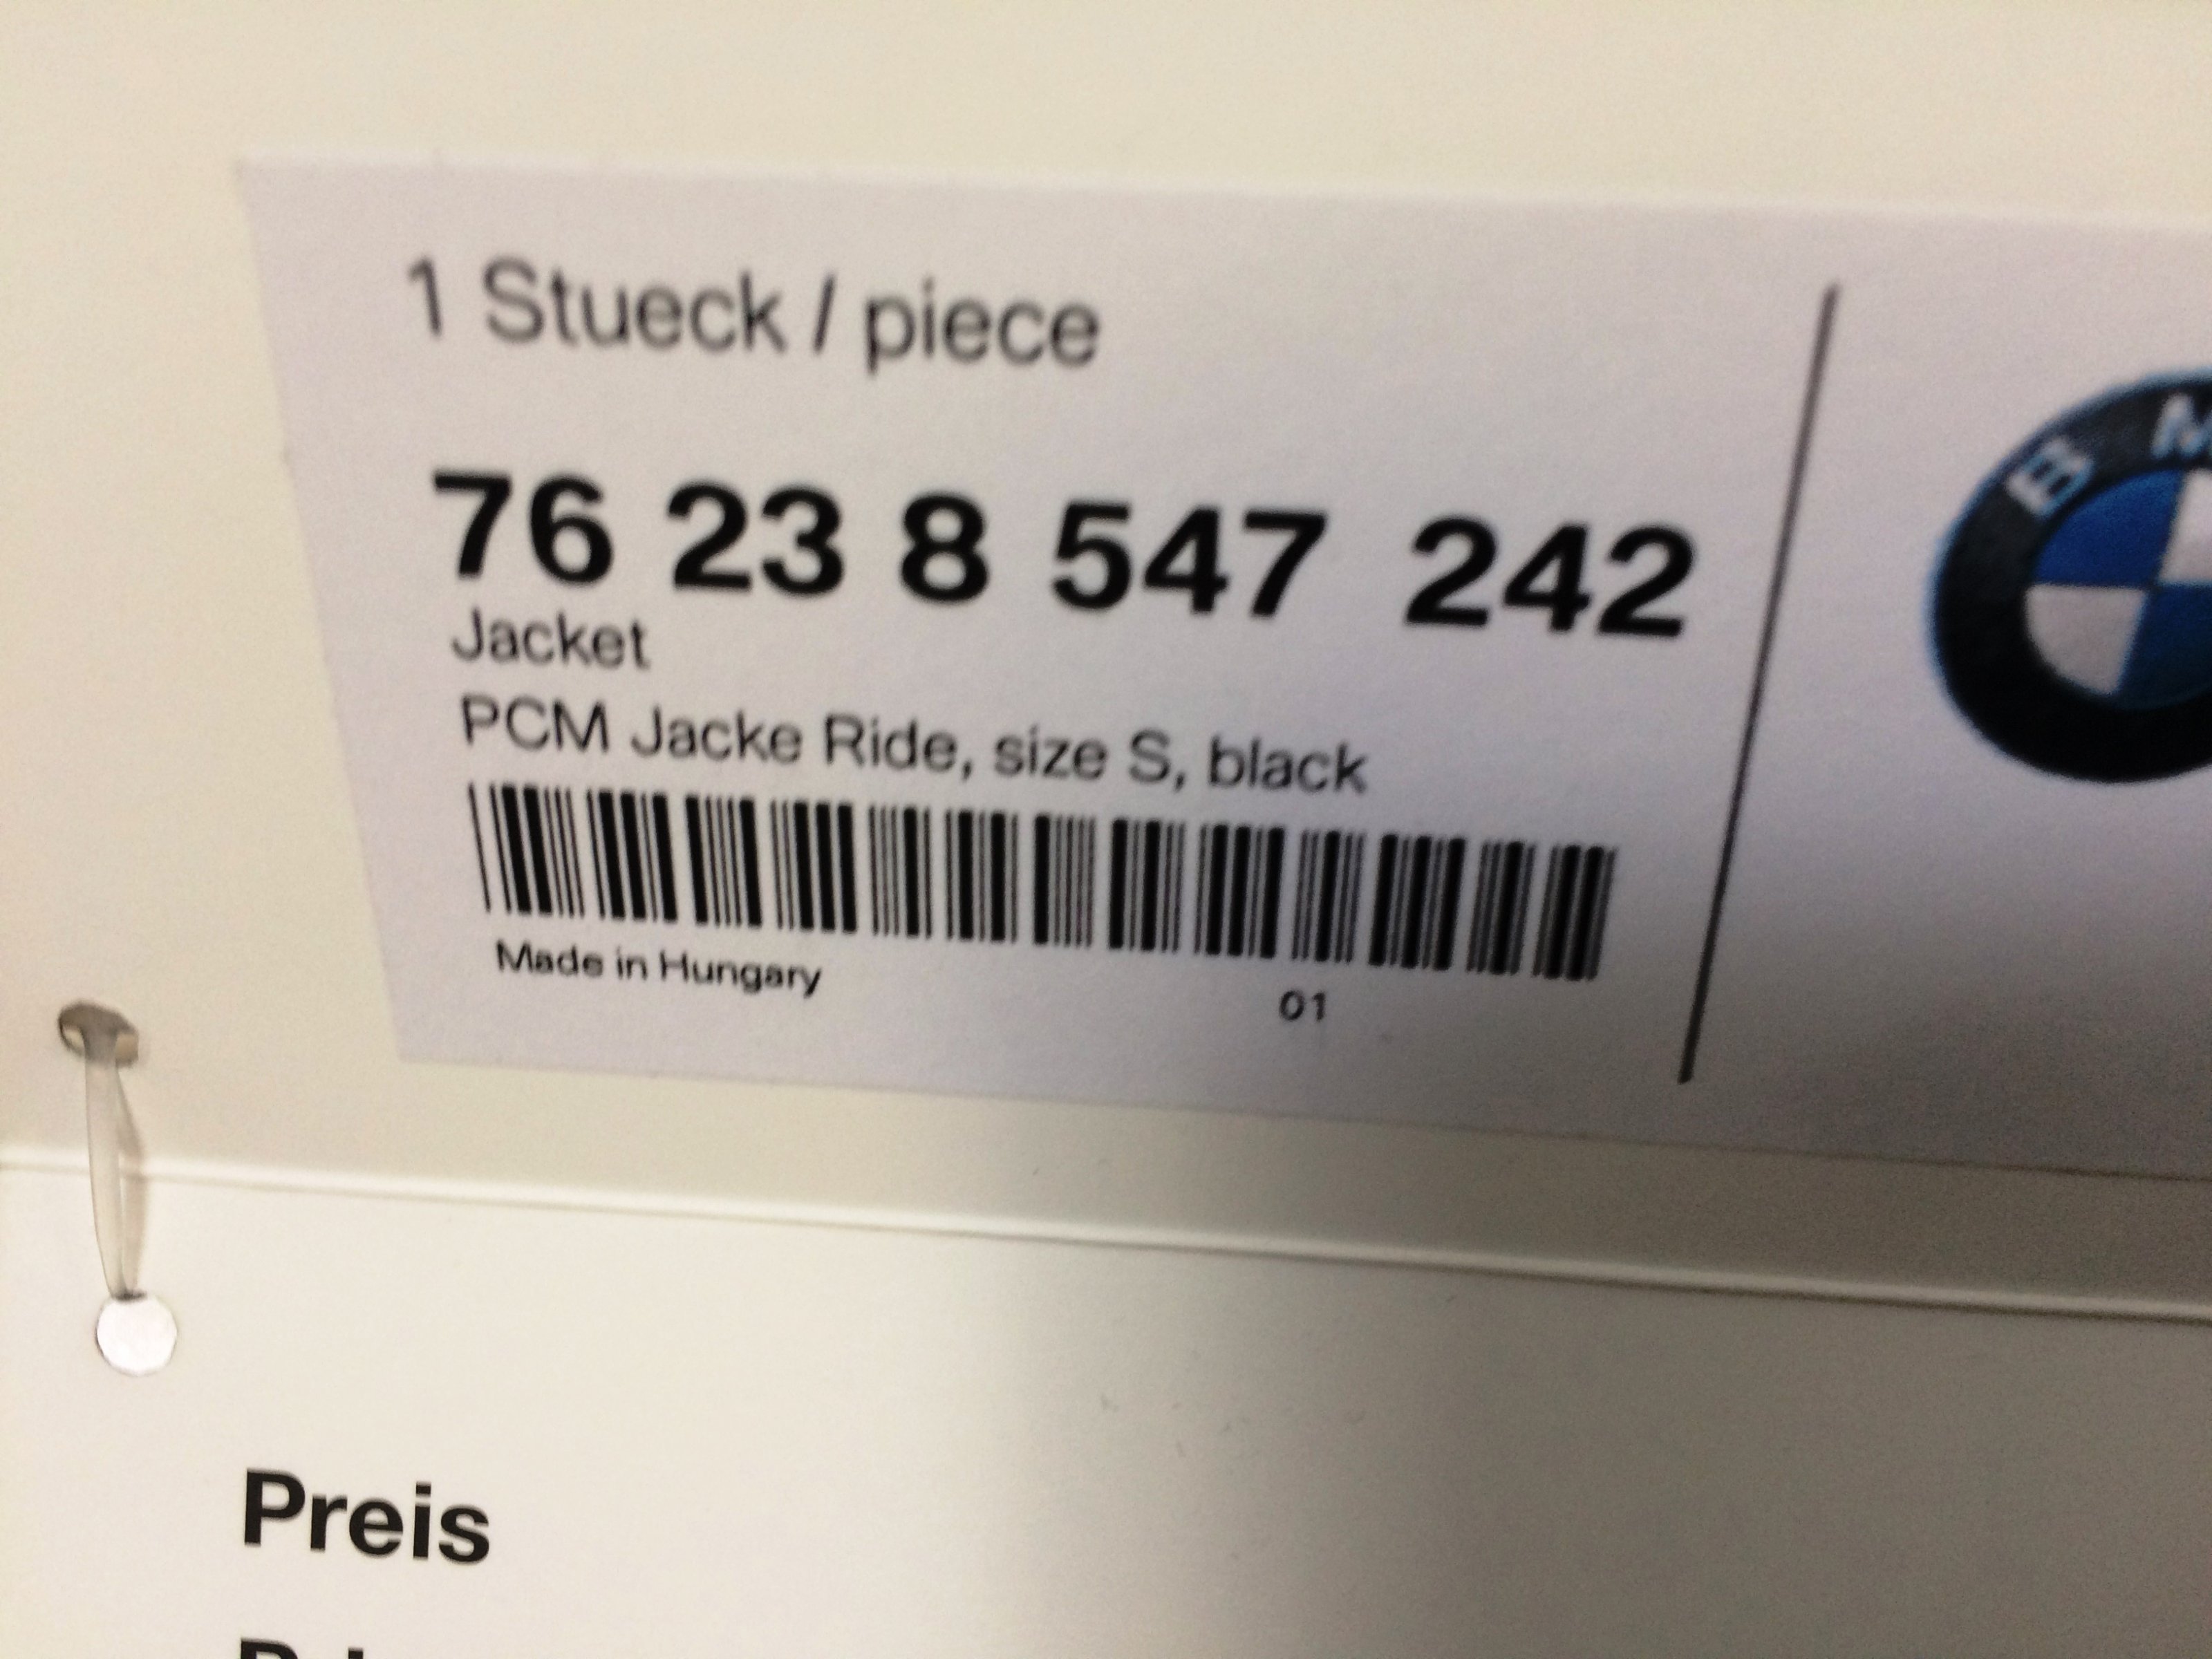 1 Stueck / piece
76 23 8 547 242
Jacket
PCM Jacke Ride, size S, black
Made in Hungary
01
B M
Preis